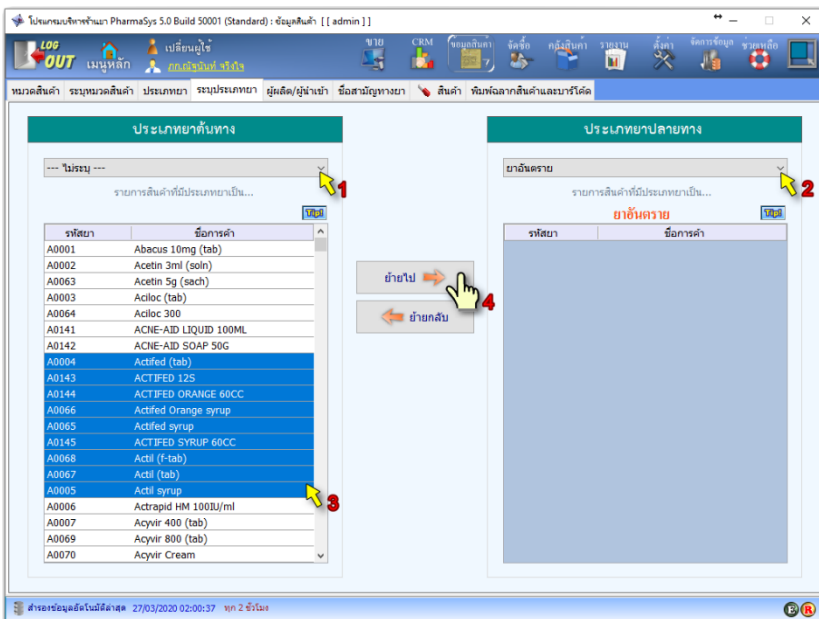 โปรแกรมบริหารร้านยา PharmaSys 5.0 Build 50001 (Standard) : ข้อมูลสินค้า [ [ admin ] ]
LOG OUT
เมนูหลัก
เปลี่ยนผู้ใช้
ขาย
CRM
ข้อมูลสินค้า
จัดซื้อ
คลังสินค้า
รายงาน
ตั้งค่า
จัดการข้อมูล
ช่วยเหลือ
หมวดสินค้า ระบุหมวดสินค้า ประเภทยา ระบุประเภทยา ผู้ผลิต/ผู้นำเข้า ชื่อสามัญทางยา สินค้า พิมพ์ฉลากสินค้าและบาร์โค้ด
ประเภทยาต้นทาง
--- ไม่ระบุ ---
1
รายการสินค้าที่มีประเภทยาเป็น...
รหัสยา ชื่อการค้า
A0001 Abacus 10mg (tab)
A0002 Acetin 3ml (soln)
A0063 Acetin 5g (sach)
A0003 Aciloc (tab)
A0064 Aciloc 300
A0141 ACNE-AID LIQUID 100ML
A0142 ACNE-AID SOAP 50G
A0004 Actifed (tab)
A0143 ACTIFED 12S
A0144 ACTIFED ORANGE 60CC
A0066 Actifed Orange syrup
A0065 Actifed syrup
A0145 ACTIFED SYRUP 60CC
A0068 Actil (f-tab)
A0067 Actil (tab)
A0005 Actil syrup
3
A0006 Actrapid HM 100IU/ml
A0007 Acyvir 400 (tab)
A0069 Acyvir 800 (tab)
A0070 Acyvir Cream
ย้ายไป
4
ย้ายกลับ
ประเภทยาปลายทาง
ยาอันตราย
2
รายการสินค้าที่มีประเภทยาเป็น...
ยาอันตราย
รหัสยา ชื่อการค้า
สำรองข้อมูลอัตโนมัติล่าสุด 27/03/2020 02:00:37 ทุก 2 ชั่วโมง
E R